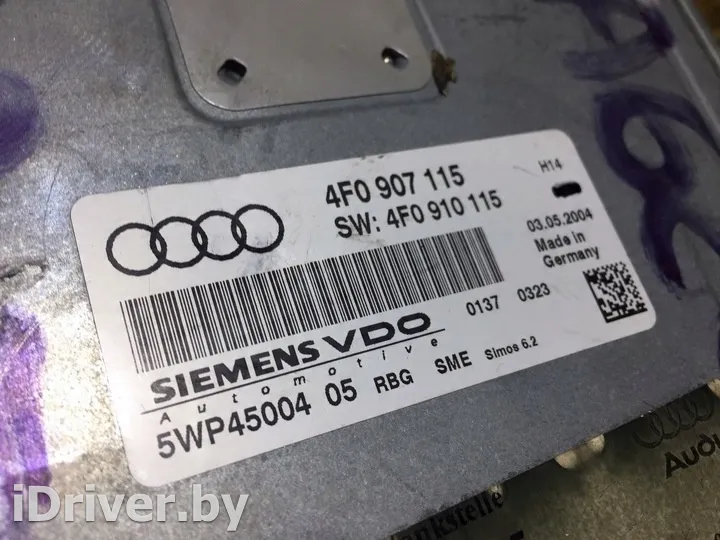 4F0 907 115
SW: 4F0 910 115
H14
03.05.2004
Made in
Germany
0137 0323
SIEMENS VDO
Automotive
5WP45004 05 RBG SME Simos 6.2
Audi
iDriver.by